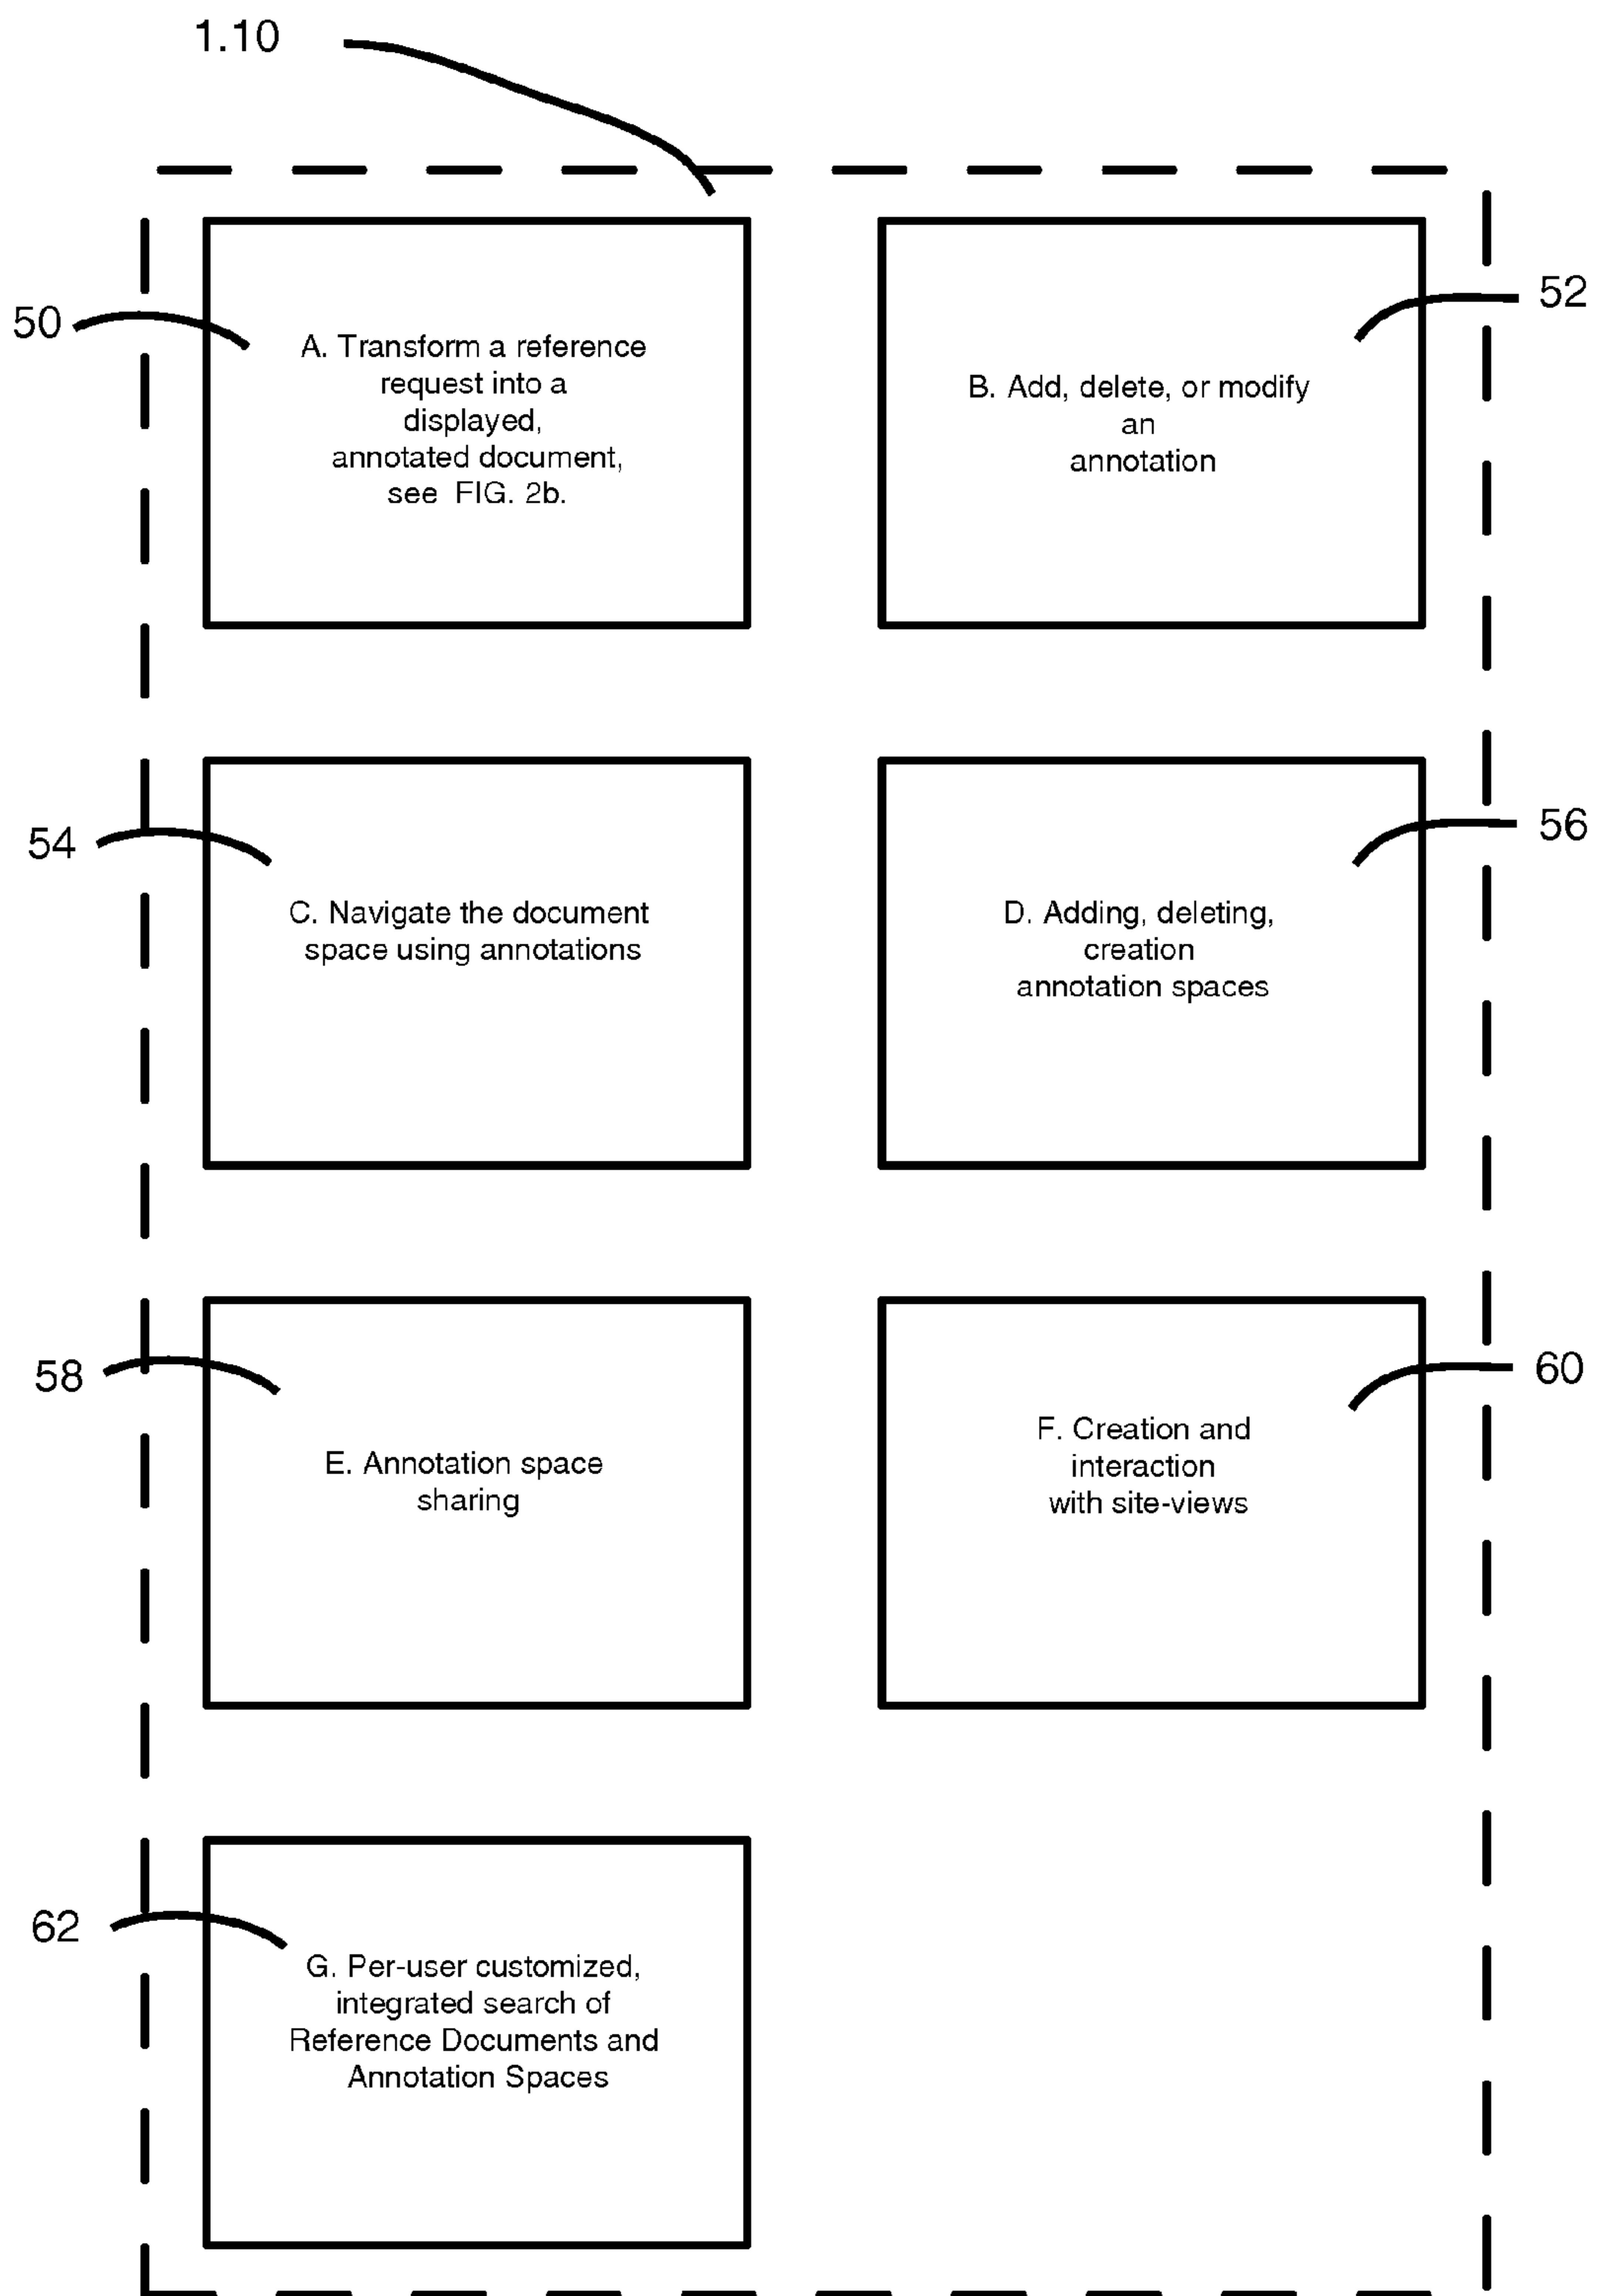 1.10
50
A. Transform a reference
request into a
displayed,
annotated document,
see FIG. 2b.
52
B. Add, delete, or modify
an
annotation
54
C. Navigate the document
space using annotations
56
D. Adding, deleting,
creation
annotation spaces
58
E. Annotation space
sharing
60
F. Creation and
interaction
with site-views
62
G. Per-user customized,
integrated search of
Reference Documents and
Annotation Spaces